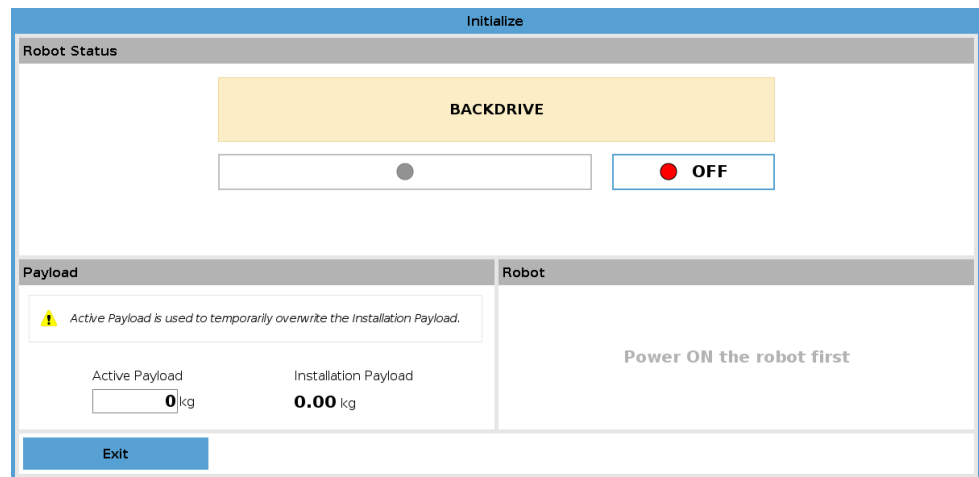 Initialize
Robot Status
BACKDRIVE
OFF
Payload
Active Payload is used to temporarily overwrite the Installation Payload.
Active Payload
Installation Payload
0 kg
0.00 kg
Robot
Power ON the robot first
Exit